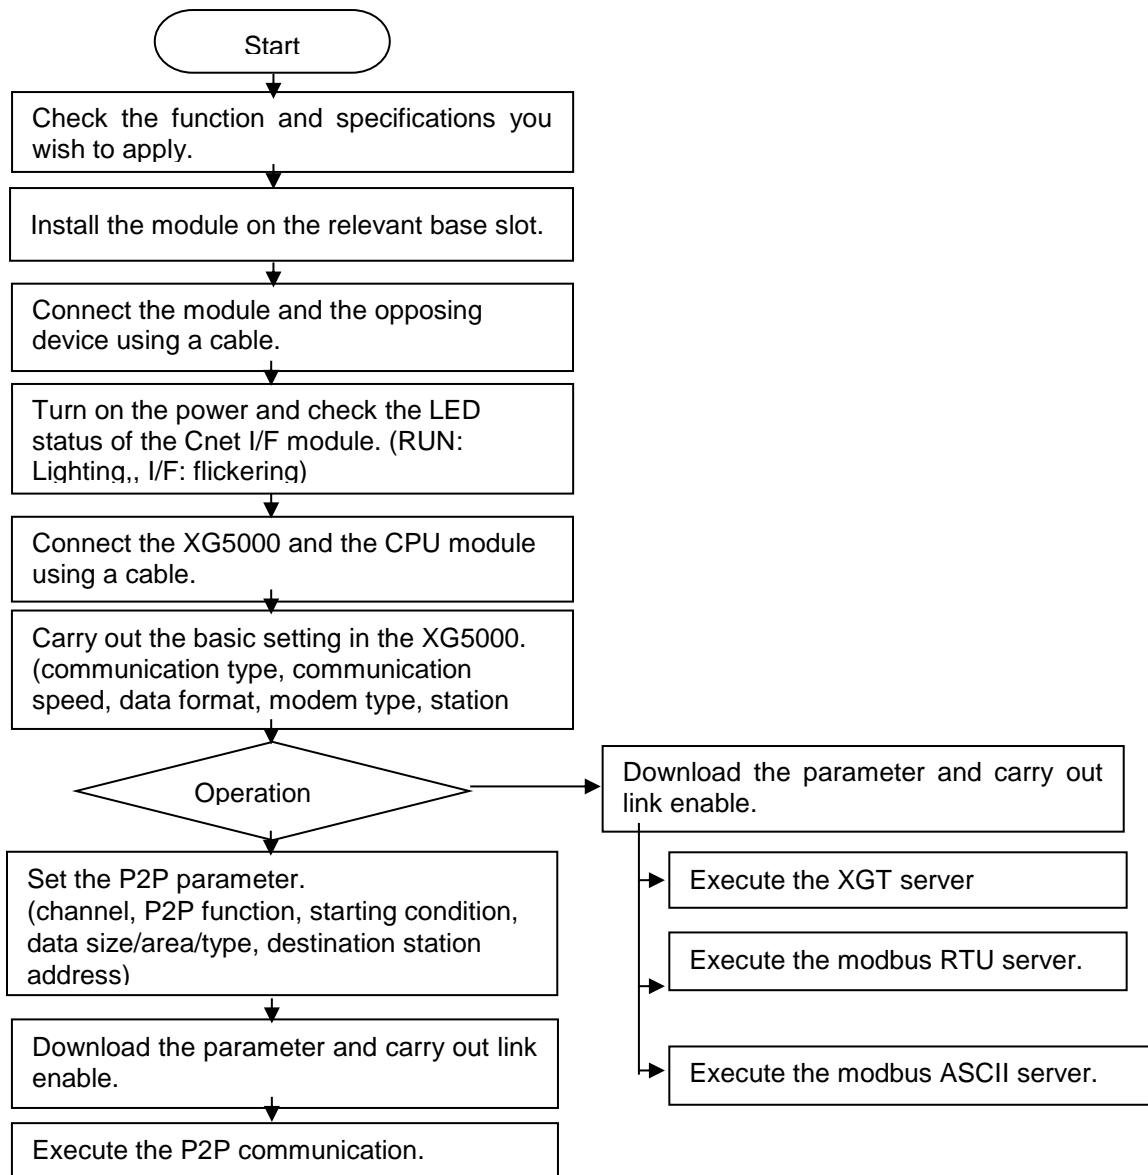 Start
Check the function and specifications you
wish to apply.
Install the module on the relevant base slot.
Connect the module and the opposing
device using a cable.
Turn on the power and check the LED
status of the Cnet I/F module. (RUN:
Lighting,, I/F: flickering)
Connect the XG5000 and the CPU module
using a cable.
Carry out the basic setting in the XG5000.
(communication type, communication
speed, data format, modem type, station
Operation
Download the parameter and carry out
link enable.
Execute the XGT server
Execute the modbus RTU server.
Execute the modbus ASCII server.
Set the P2P parameter.
(channel, P2P function, starting condition,
data size/area/type, destination station
address)
Download the parameter and carry out link
enable.
Execute the P2P communication.